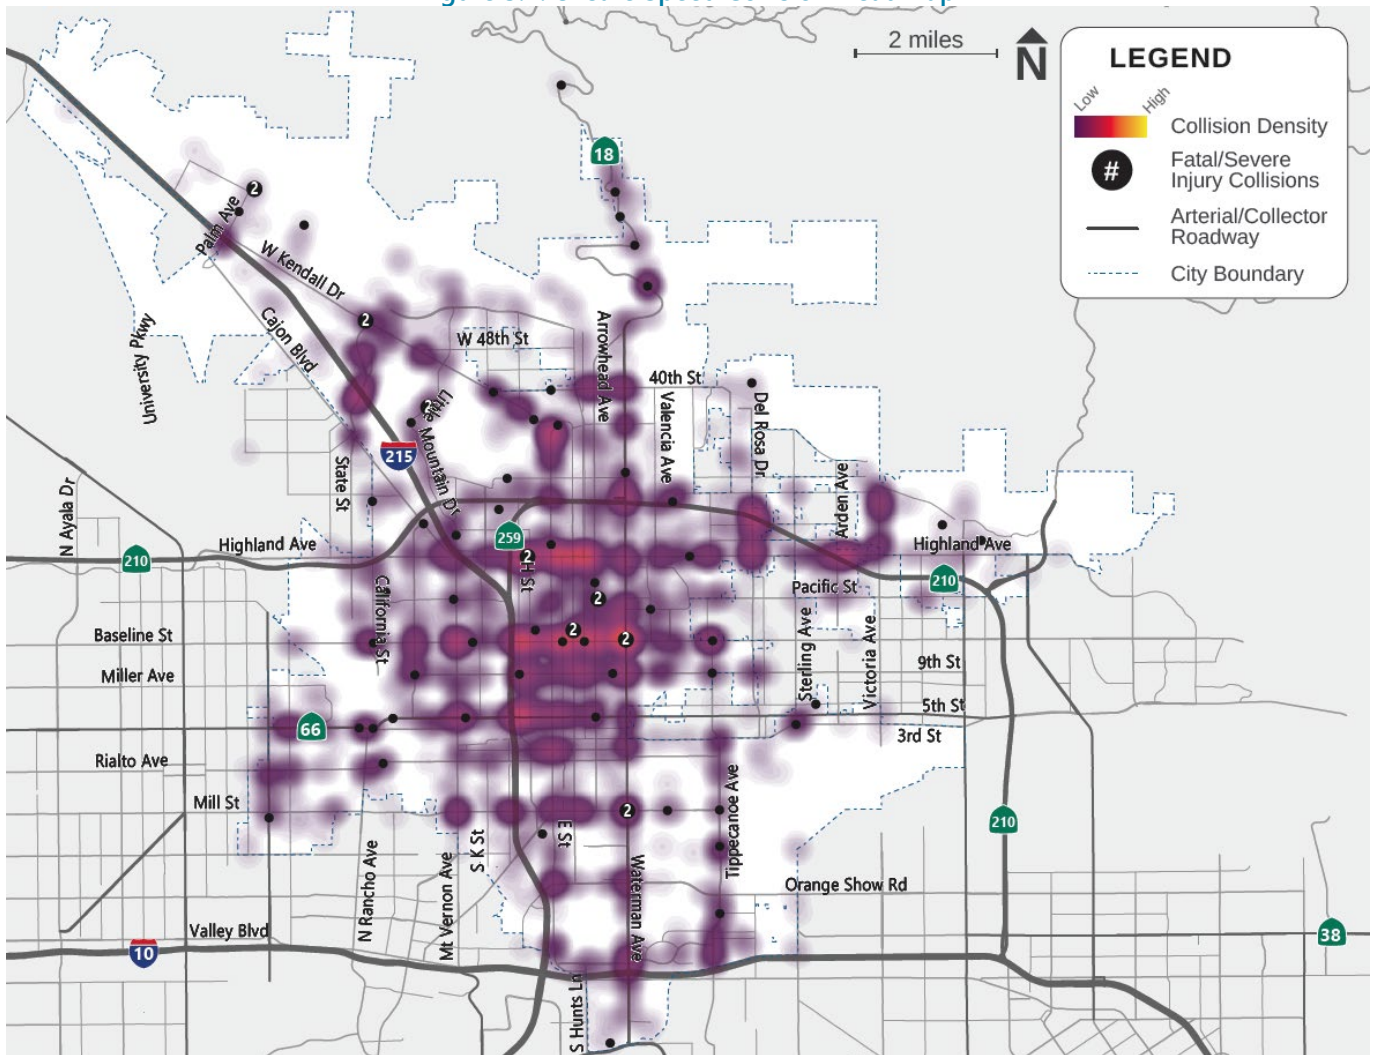 2 miles
N
LEGEND
Low
High
Collision Density
#
Fatal/Severe
Injury Collisions
Arterial/Collector
Roadway
City Boundary
18
2
Palm Ave
W Kendall Dr
2
Cajon Blvd
University Pkwy
W 48th St
Arrowhead Ave
40th St
Valencia Ave
Del Rosa Dr
2
Little
Mountain Dr
215
State St
N Ayala Dr
Arden Ave
259
Highland Ave
Highland Ave
210
2
H St
210
Pacific St
California St
2
Baseline St
2
2
Sterling Ave
Victoria Ave
9th St
Miller Ave
5th St
66
3rd St
Rialto Ave
Tippecanoe Ave
Mill St
2
210
E St
S K St
N Rancho Ave
Mt Vernon Ave
Waterman Ave
Orange Show Rd
Valley Blvd
38
10
S Hunts Ln